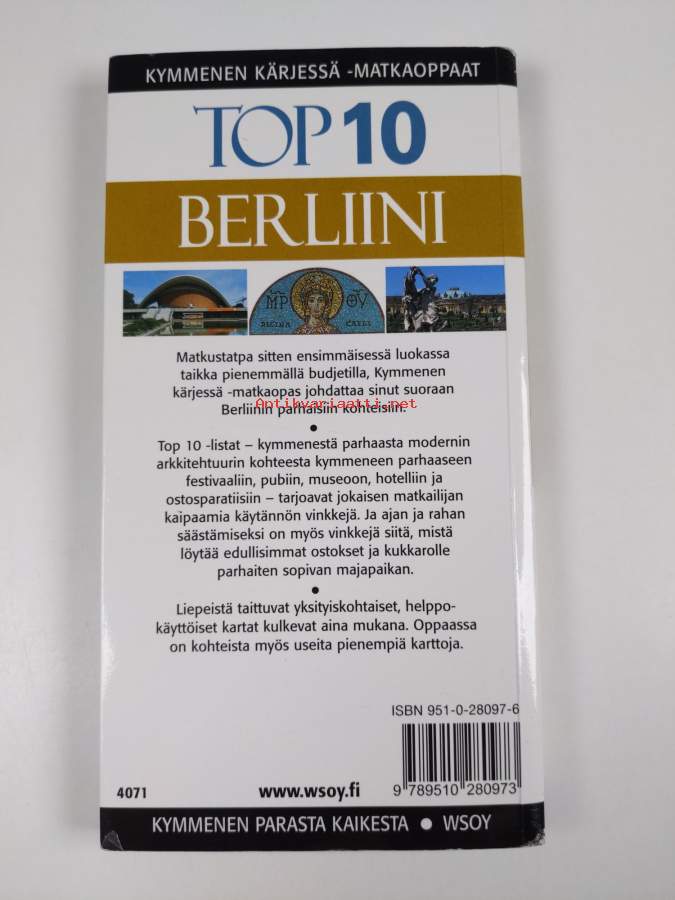 KYMMENEN KÄRJESSÄ -MATKAOPPAAT
TOP 10
BERLIINI
MP ΘV
REGINA CAELI
Matkustatpa sitten ensimmäisessä luokassa
taikka pienemmällä budjetilla, Kymmenen
kärjessä -matkaopas johdattaa sinut suoraan
Antikvariaatti.net
Berliinin parhaisiin kohteisiin.
•
Top 10 -listat – kymmenestä parhaasta modernin
arkkitehtuurin kohteesta kymmeneen parhaaseen
festivaaliin, pubiin, museoon, hotelliin ja
ostosparatiisiin – tarjoavat jokaisen matkailijan
kaipaamia käytännön vinkkejä. Ja ajan ja rahan
säästämiseksi on myös vinkkejä siitä, mistä
löytää edullisimmat ostokset ja kukkarolle
parhaiten sopivan majapaikan.
•
Liepeistä taittuvat yksityiskohtaiset, helppo-
käyttöiset kartat kulkevat aina mukana. Oppaassa
on kohteista myös useita pienempiä karttoja.
ISBN 951-0-28097-6
4071
www.wsoy.fi
9 789510 280973
KYMMENEN PARASTA KAIKESTA • WSOY